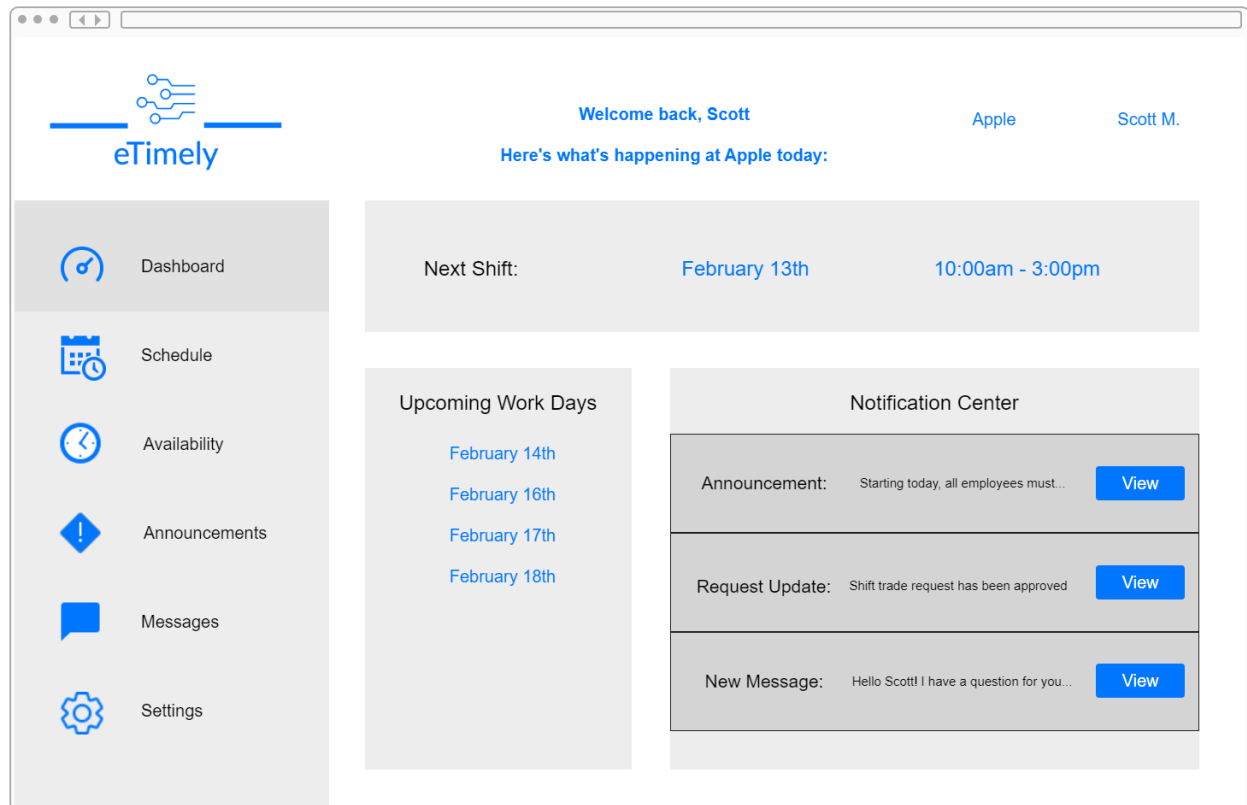 eTimely
Welcome back, Scott
Here's what's happening at Apple today:
Apple
Scott M.
Dashboard
Schedule
Availability
Announcements
Messages
Settings
Next Shift: February 13th 10:00am - 3:00pm
Upcoming Work Days
February 14th
February 16th
February 17th
February 18th
Notification Center
Announcement: Starting today, all employees must... View
Request Update: Shift trade request has been approved View
New Message: Hello Scott! I have a question for you... View